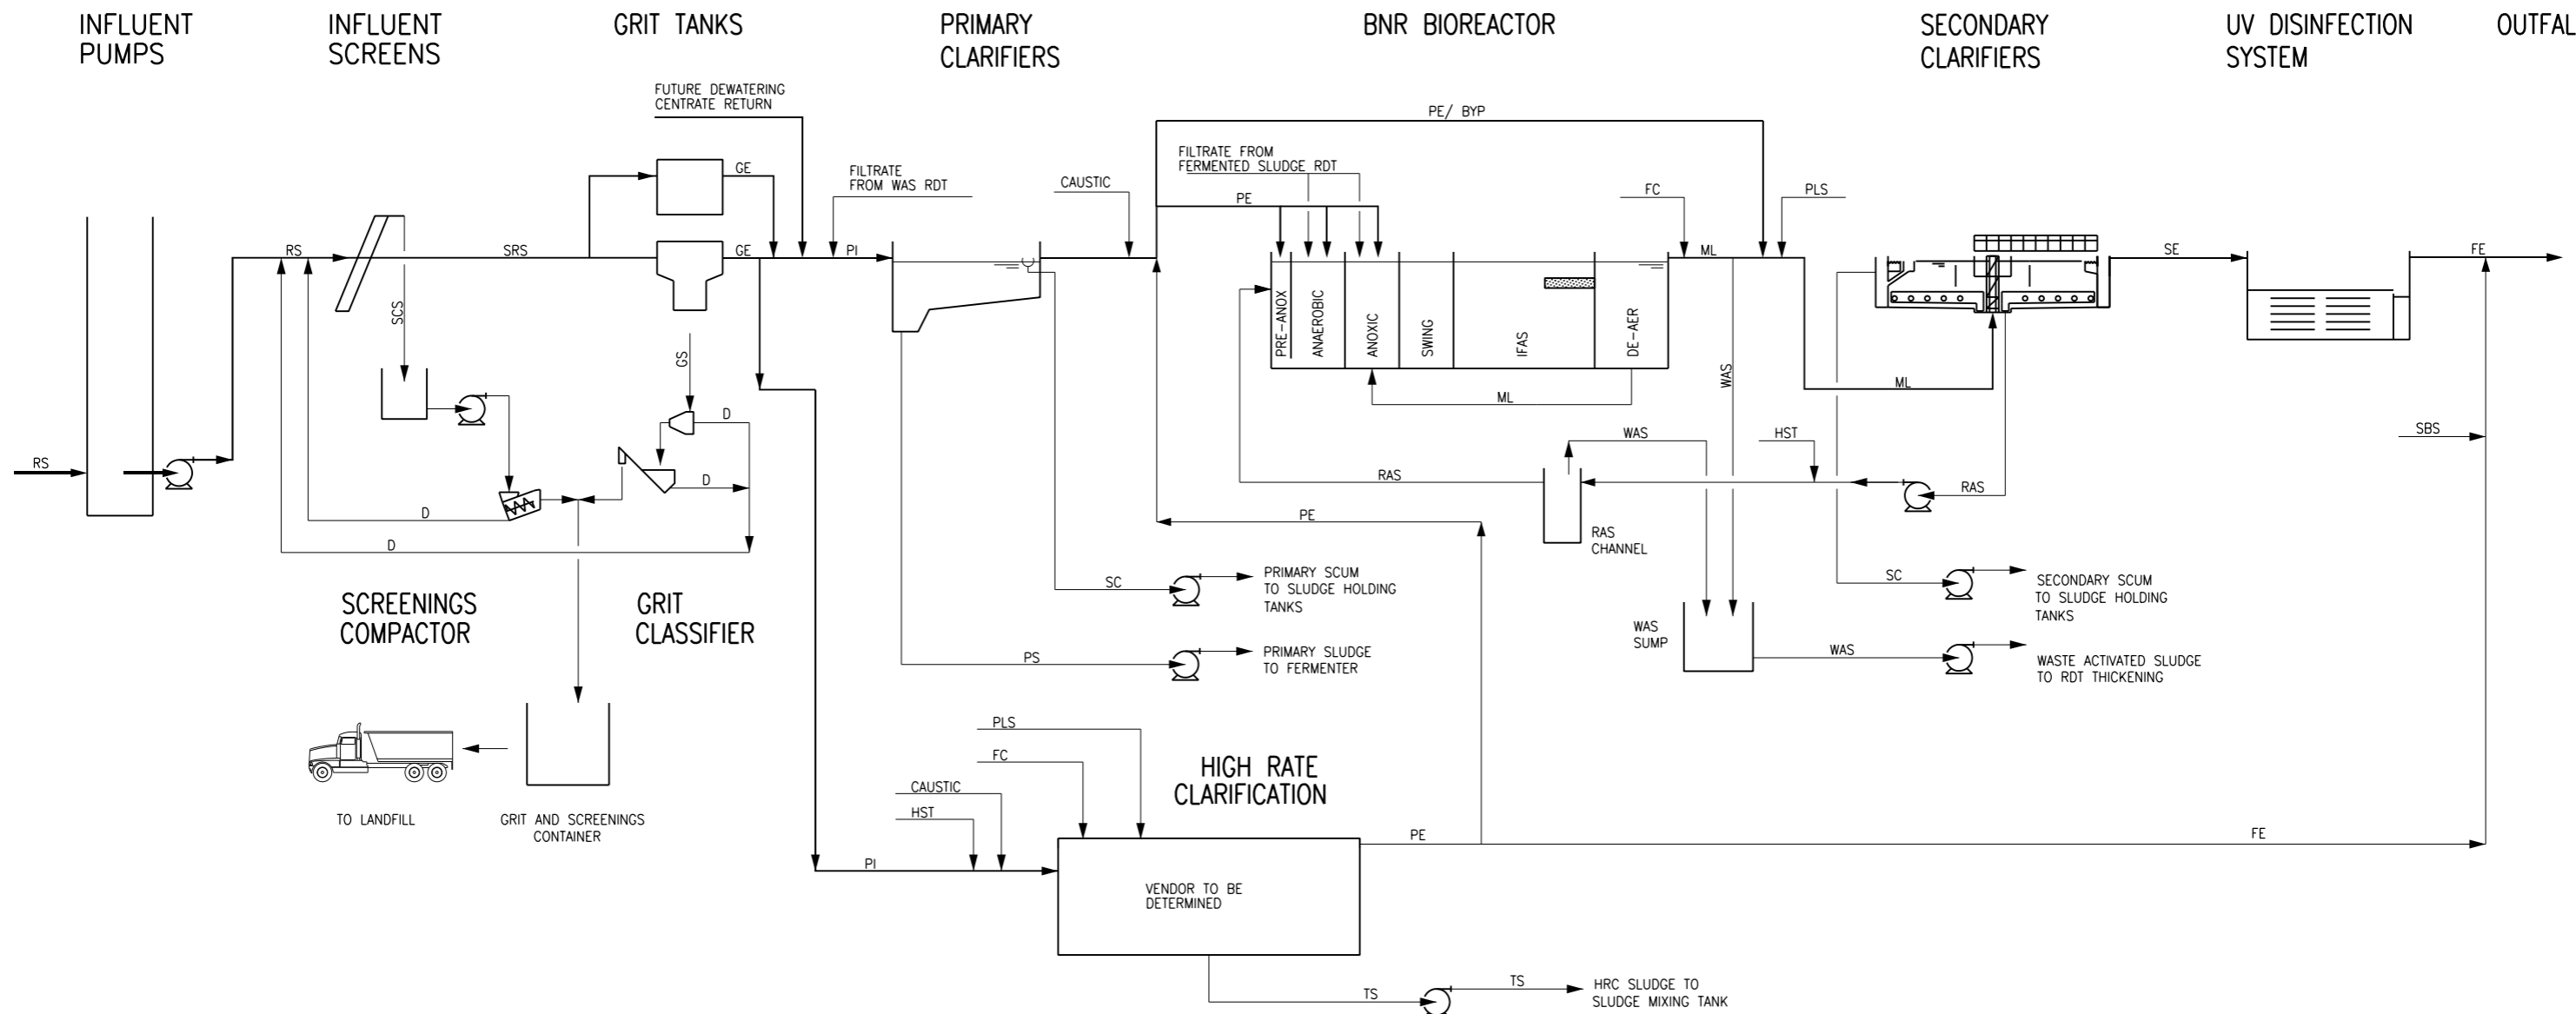 INFLUENT
PUMPS
INFLUENT
SCREENS
GRIT TANKS
PRIMARY
CLARIFIERS
BNR BIOREACTOR
SECONDARY
CLARIFIERS
UV DISINFECTION
SYSTEM
OUTFAL
FUTURE DEWATERING
CENTRATE RETURN
PE/ BYP
FILTRATE FROM
FERMENTED SLUDGE RDT
GE
FILTRATE
FROM WAS RDT
CAUSTIC
PE
FC
PLS
RS
SRS
GE
PI
ML
SE
FE
SCS
GS
PRE-ANOX
ANAEROBIC
ANOXIC
SWING
IFAS
DE-AER
WAS
ML
ML
D
WAS
HST
SBS
RS
D
RAS
RAS
D
PE
D
RAS
CHANNEL
SC
PRIMARY SCUM
TO SLUDGE HOLDING
TANKS
SC
SECONDARY SCUM
TO SLUDGE HOLDING
TANKS
SCREENINGS
COMPACTOR
GRIT
CLASSIFIER
WAS
SUMP
PS
PRIMARY SLUDGE
TO FERMENTER
WAS
WASTE ACTIVATED SLUDGE
TO RDT THICKENING
PLS
FC
HIGH RATE
CLARIFICATION
CAUSTIC
HST
TO LANDFILL
GRIT AND SCREENINGS
CONTAINER
PE
FE
PI
VENDOR TO BE
DETERMINED
TS
TS
HRC SLUDGE TO
SLUDGE MIXING TANK